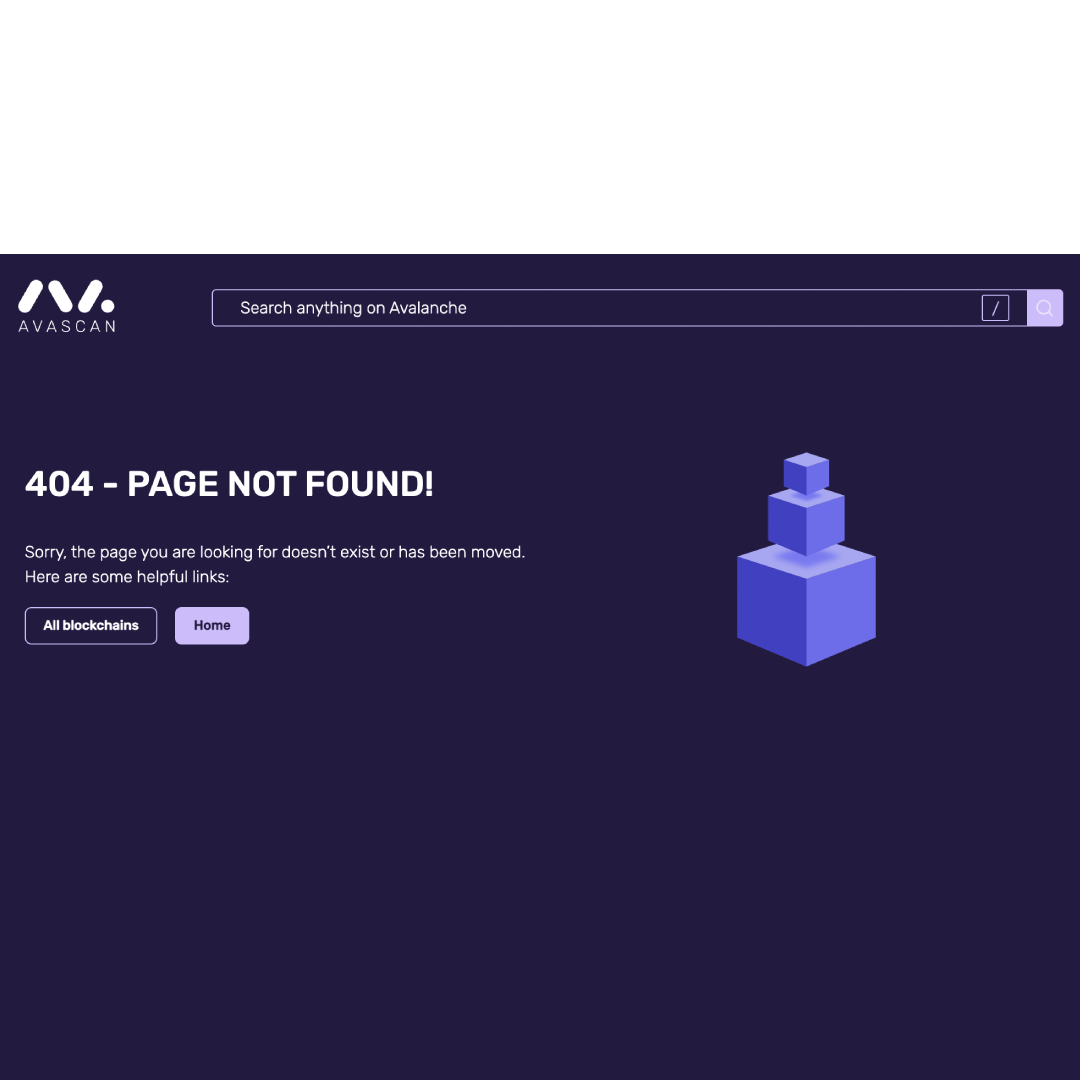 AVASCAN
Search anything on Avalanche
/
404 - PAGE NOT FOUND!
Sorry, the page you are looking for doesn’t exist or has been moved.
Here are some helpful links:
All blockchains
Home